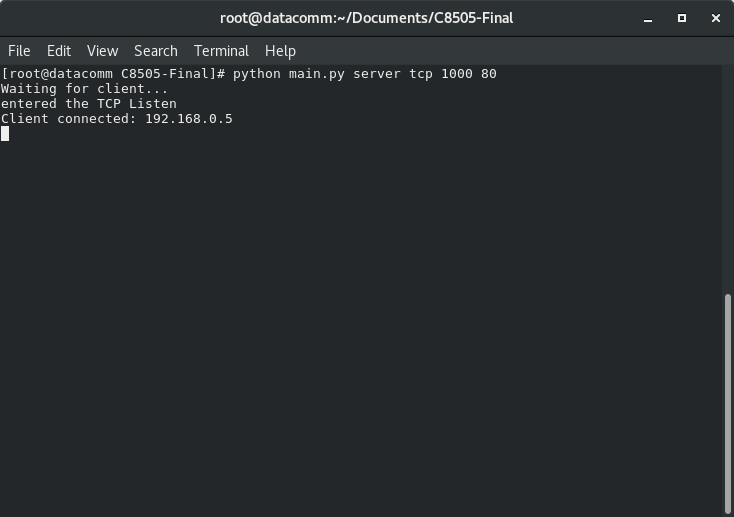 root@datacomm:~/Documents/C8505-Final
File Edit View Search Terminal Help
[root@datacomm C8505-Final]# python main.py server tcp 1000 80
Waiting for client...
entered the TCP Listen
Client connected: 192.168.0.5